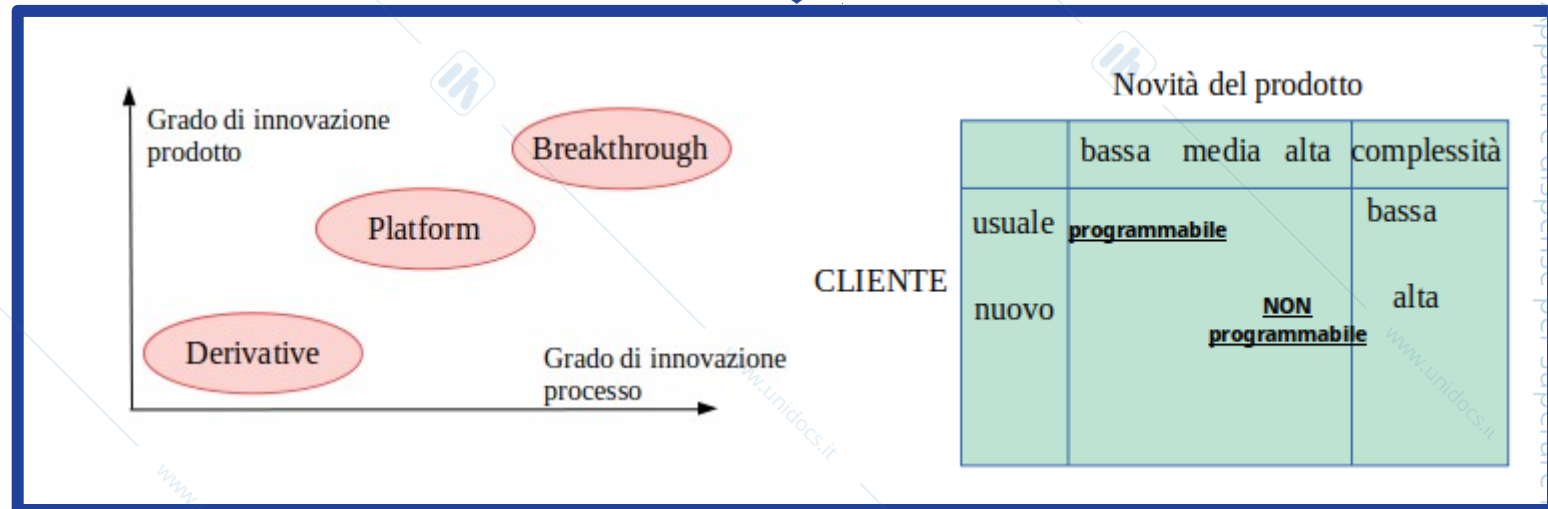 Grado di innovazione
prodotto
Breakthrough
Platform
Derivative
Grado di innovazione
processo
Novità del prodotto
bassa media alta complessità
usuale programmabile bassa
CLIENTE
nuovo NON alta
programmabile
www.unidocs.it
www.unidocs.it
www.